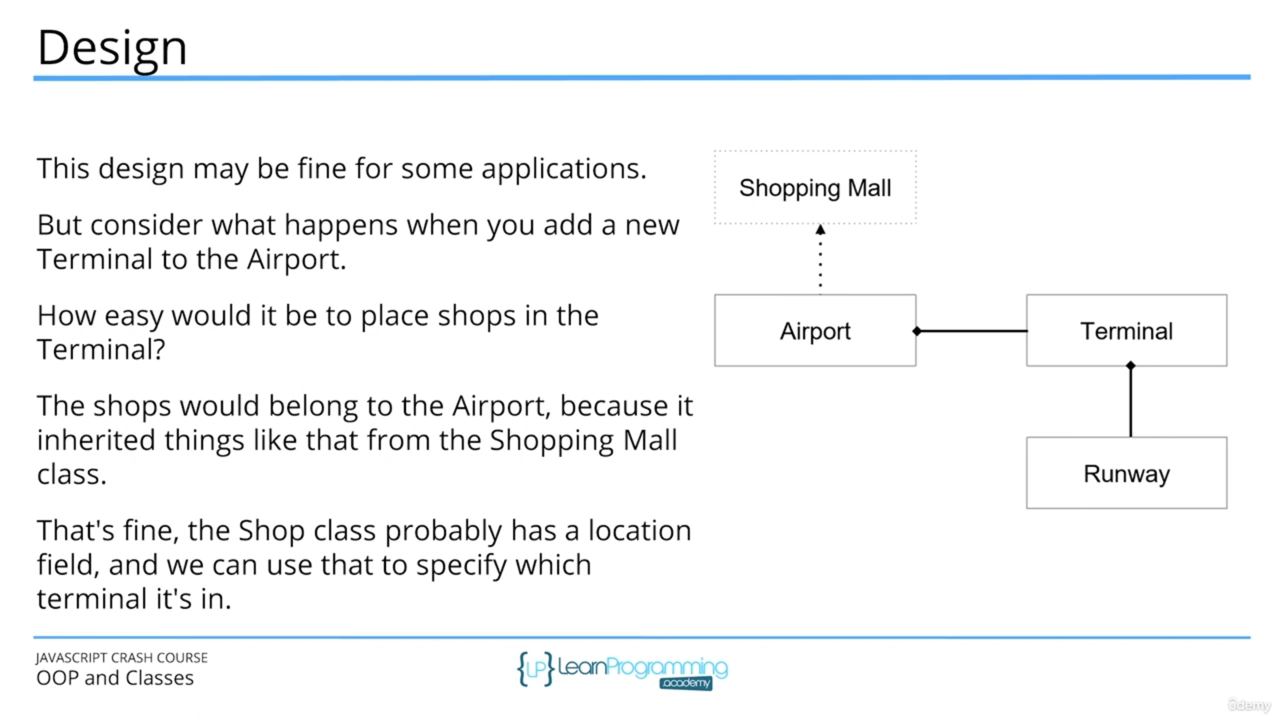 Design
This design may be fine for some applications.
But consider what happens when you add a new
Terminal to the Airport.
How easy would it be to place shops in the
Terminal?
The shops would belong to the Airport, because it
inherited things like that from the Shopping Mall
class.
That's fine, the Shop class probably has a location
field, and we can use that to specify which
terminal it's in.
Shopping Mall
Airport
Terminal
Runway
JAVASCRIPT CRASH COURSE
OOP and Classes
{LP} LearnProgramming
.academy
ûdemy